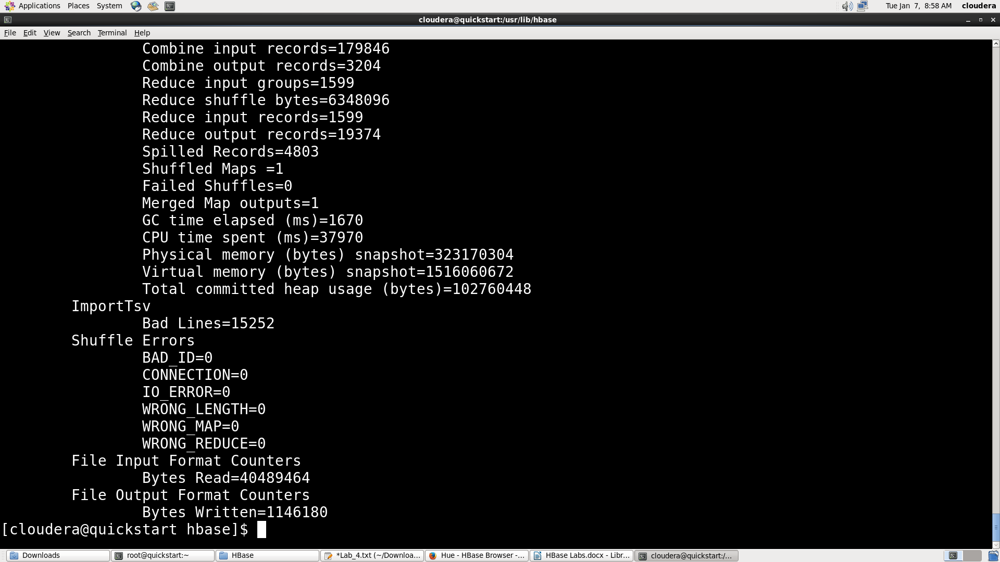 Applications Places System Tue Jan 7, 8:58 AM cloudera
cloudera@quickstart:/usr/lib/hbase
File Edit View Search Terminal Help
Combine input records=179846
Combine output records=3204
Reduce input groups=1599
Reduce shuffle bytes=6348096
Reduce input records=1599
Reduce output records=19374
Spilled Records=4803
Shuffled Maps =1
Failed Shuffles=0
Merged Map outputs=1
GC time elapsed (ms)=1670
CPU time spent (ms)=37970
Physical memory (bytes) snapshot=323170304
Virtual memory (bytes) snapshot=1516060672
Total committed heap usage (bytes)=102760448
ImportTsv
Bad Lines=15252
Shuffle Errors
BAD_ID=0
CONNECTION=0
IO_ERROR=0
WRONG_LENGTH=0
WRONG_MAP=0
WRONG_REDUCE=0
File Input Format Counters
Bytes Read=40489464
File Output Format Counters
Bytes Written=1146180
[cloudera@quickstart hbase]$
Downloads root@quickstart:~ HBase *Lab_4.txt (~/Downloa... Hue - HBase Browser -... HBase Labs.docx - Libr... cloudera@quickstart:/...